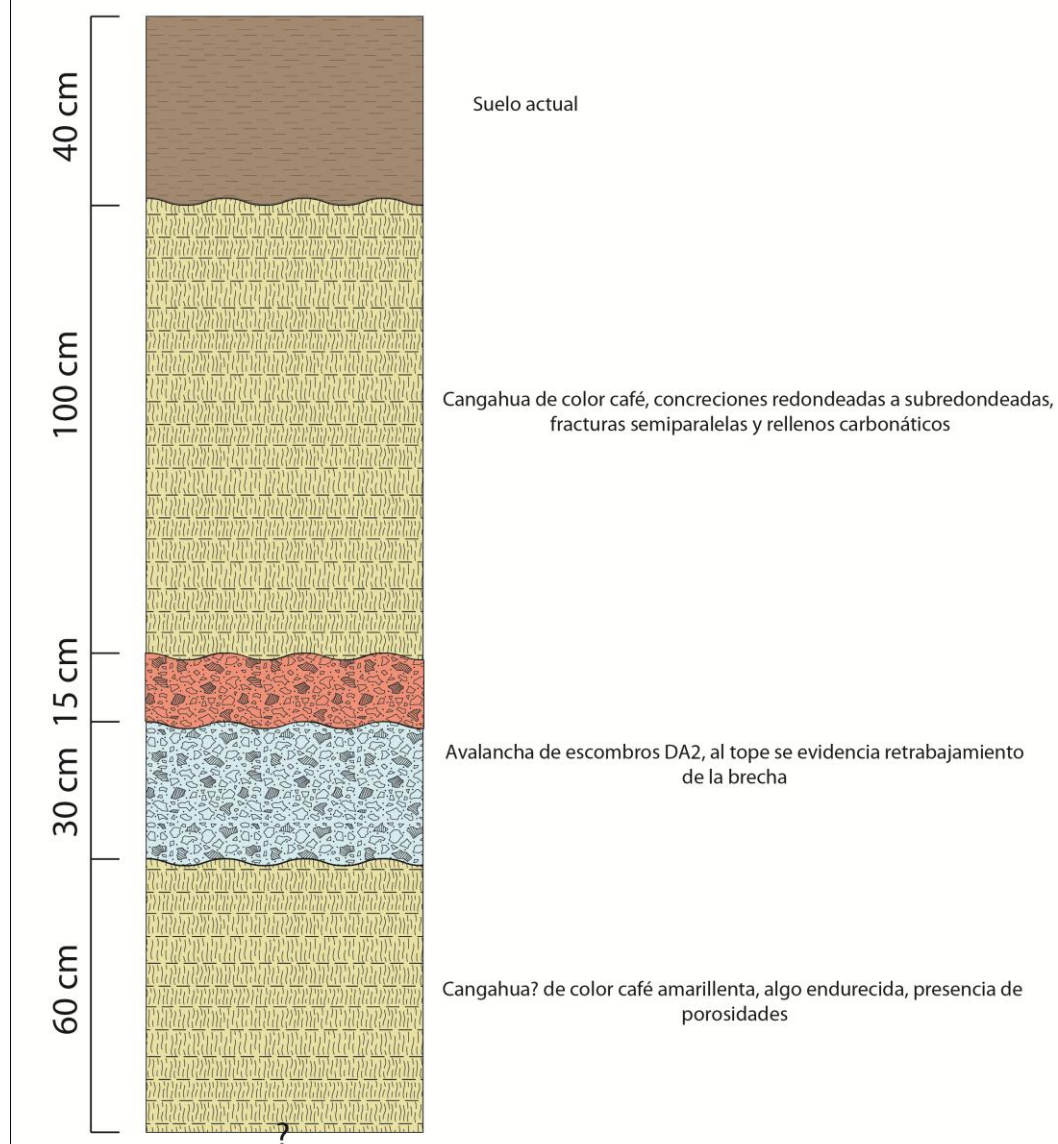 40 cm
Suelo actual
100 cm
Cangahua de color café, concreciones redondeadas a subredondeadas,
fracturas semiparalelas y rellenos carbonáticos
15 cm
30 cm
Avalancha de escombros DA2, al tope se evidencia retrabajamiento
de la brecha
60 cm
Cangahua? de color café amarillenta, algo endurecida, presencia de
porosidades
?